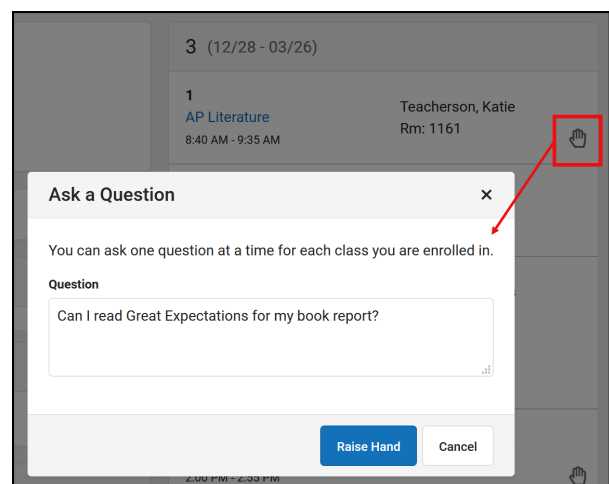 3 (12/28 - 03/26)
1
AP Literature
8:40 AM - 9:35 AM
Teacherson, Katie
Rm: 1161
Ask a Question
You can ask one question at a time for each class you are enrolled in.
Question
Can I read Great Expectations for my book report?
Raise Hand Cancel
2:00 PM - 2:55 PM